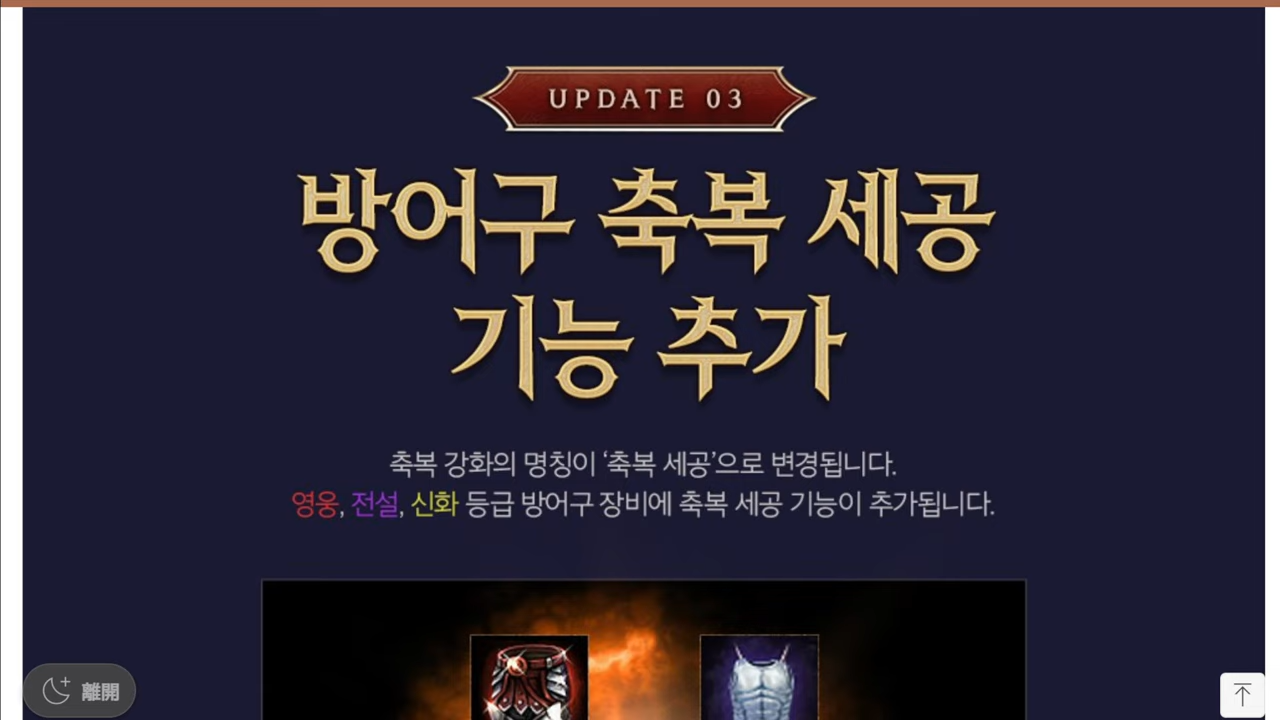 UPDATE 03
방어구 축복 세공
기능 추가
축복 강화의 명칭이 ‘축복 세공’으로 변경됩니다.
영웅, 전설, 신화 등급 방어구 장비에 축복 세공 기능이 추가됩니다.
離開